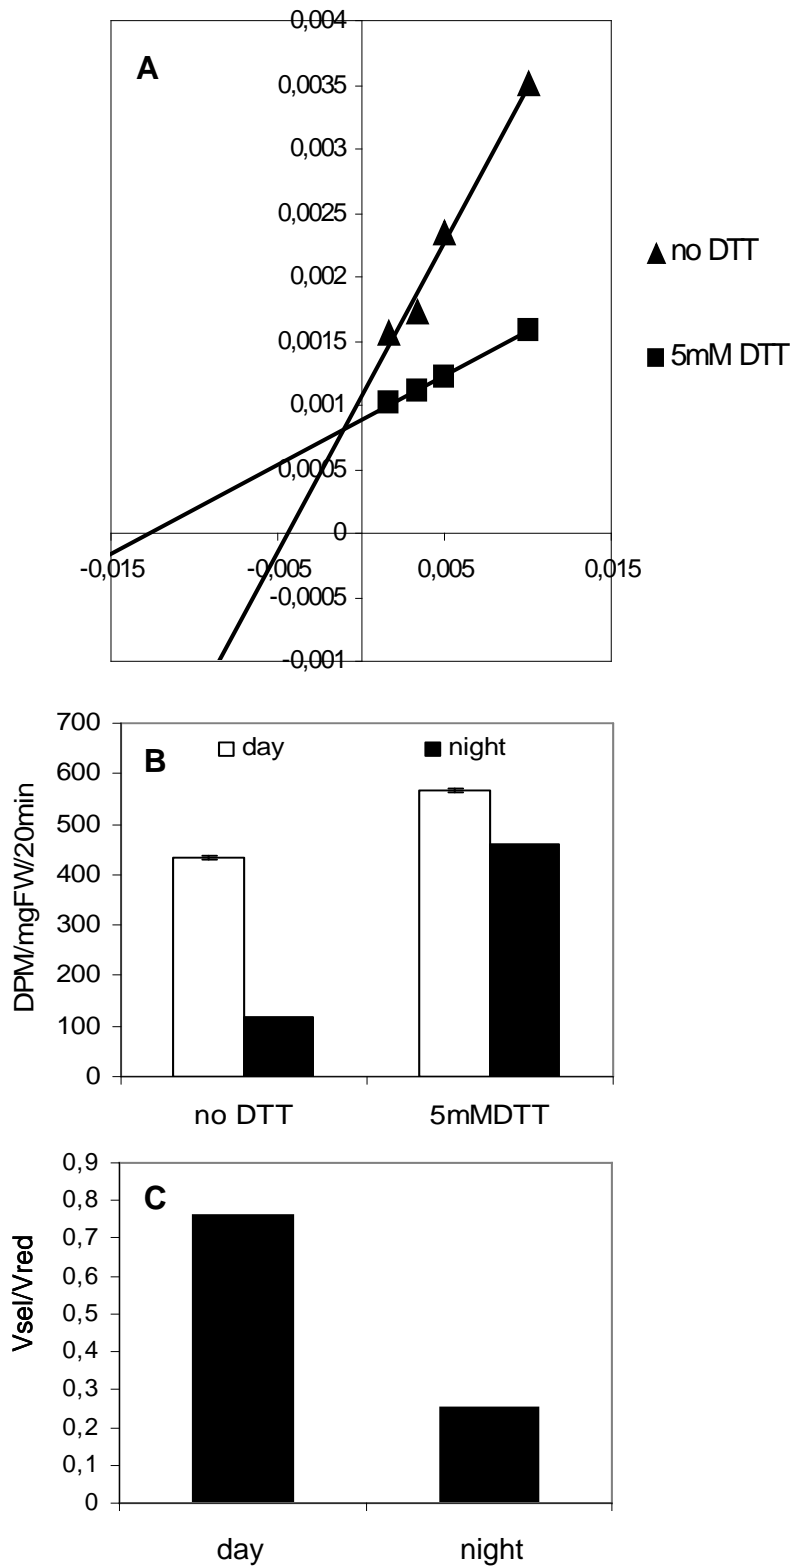 0,004
A
0,0035
0,003
0,0025
no DTT
0,002
0,0015
5mM DTT
0,001
0,0005
0
-0,015 -0,005 0,005 0,015
-0,0005
-0,001
700
B day night
600
500
400
300
200
100
0
DPM/mgFW/20min
no DTT 5mMDTT
0,9
C
0,8
0,7
0,6
0,5
0,4
0,3
0,2
0,1
0
Vsel/Vred
day night